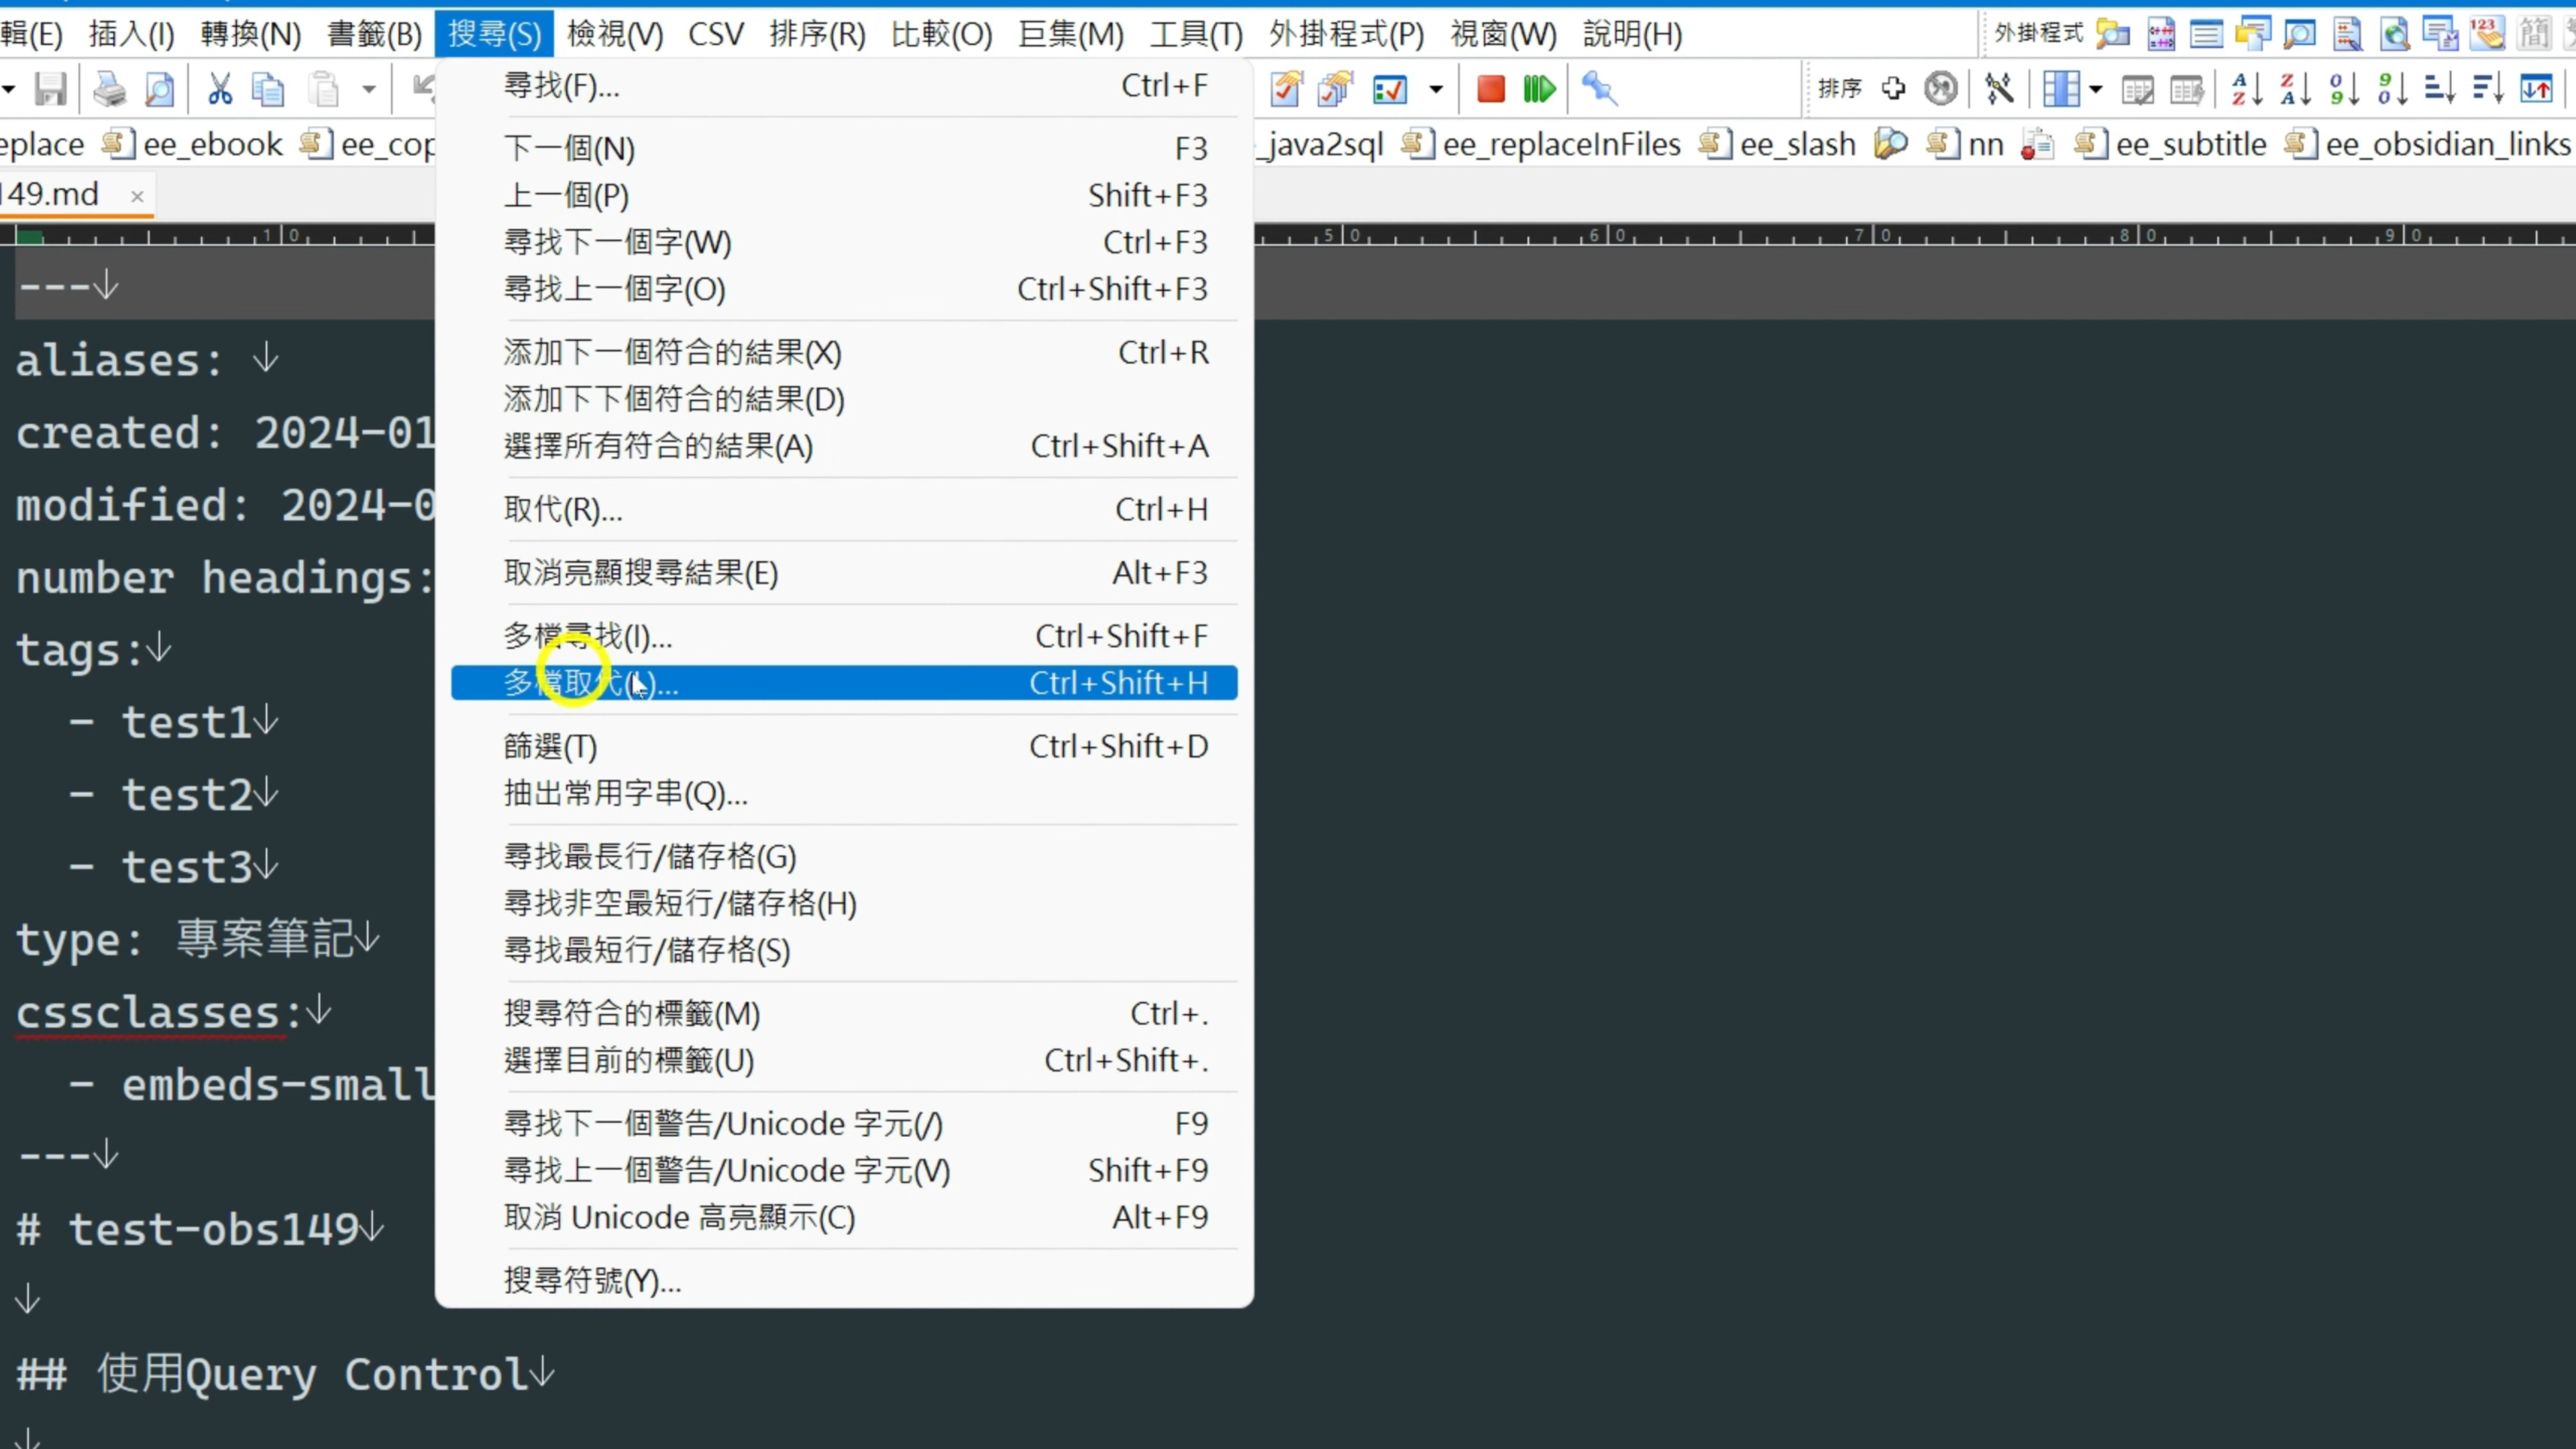 輯(E) 插入(I) 轉換(N) 書籤(B) 搜尋(S) 檢視(V) CSV 排序(R) 比較(O) 巨集(M) 工具(T) 外掛程式(P) 視窗(W) 說明(H) 外掛程式
排序
eplace ee_ebook ee_cop _java2sql ee_replaceInFiles ee_slash nn ee_subtitle ee_obsidian_links
149.md
10 50 60 70 80 90
尋找(F)... Ctrl+F
下一個(N) F3
上一個(P) Shift+F3
尋找下一個字(W) Ctrl+F3
尋找上一個字(O) Ctrl+Shift+F3
添加下一個符合的結果(X) Ctrl+R
添加下下個符合的結果(D)
選擇所有符合的結果(A) Ctrl+Shift+A
取代(R)... Ctrl+H
取消亮顯搜尋結果(E) Alt+F3
多檔尋找(I)... Ctrl+Shift+F
多檔取代(L)... Ctrl+Shift+H
篩選(T) Ctrl+Shift+D
抽出常用字串(Q)...
尋找最長行/儲存格(G)
尋找非空最短行/儲存格(H)
尋找最短行/儲存格(S)
搜尋符合的標籤(M) Ctrl+.
選擇目前的標籤(U) Ctrl+Shift+.
尋找下一個警告/Unicode 字元(/) F9
尋找上一個警告/Unicode 字元(V) Shift+F9
取消 Unicode 高亮顯示(C) Alt+F9
搜尋符號(Y)...
---↓
aliases: ↓
created: 2024-01
modified: 2024-0
number headings:
tags:↓
- test1↓
- test2↓
- test3↓
type: 專案筆記↓
cssclasses:↓
- embeds-small
---↓
# test-obs149↓
↓
## 使用Query Control↓
↓